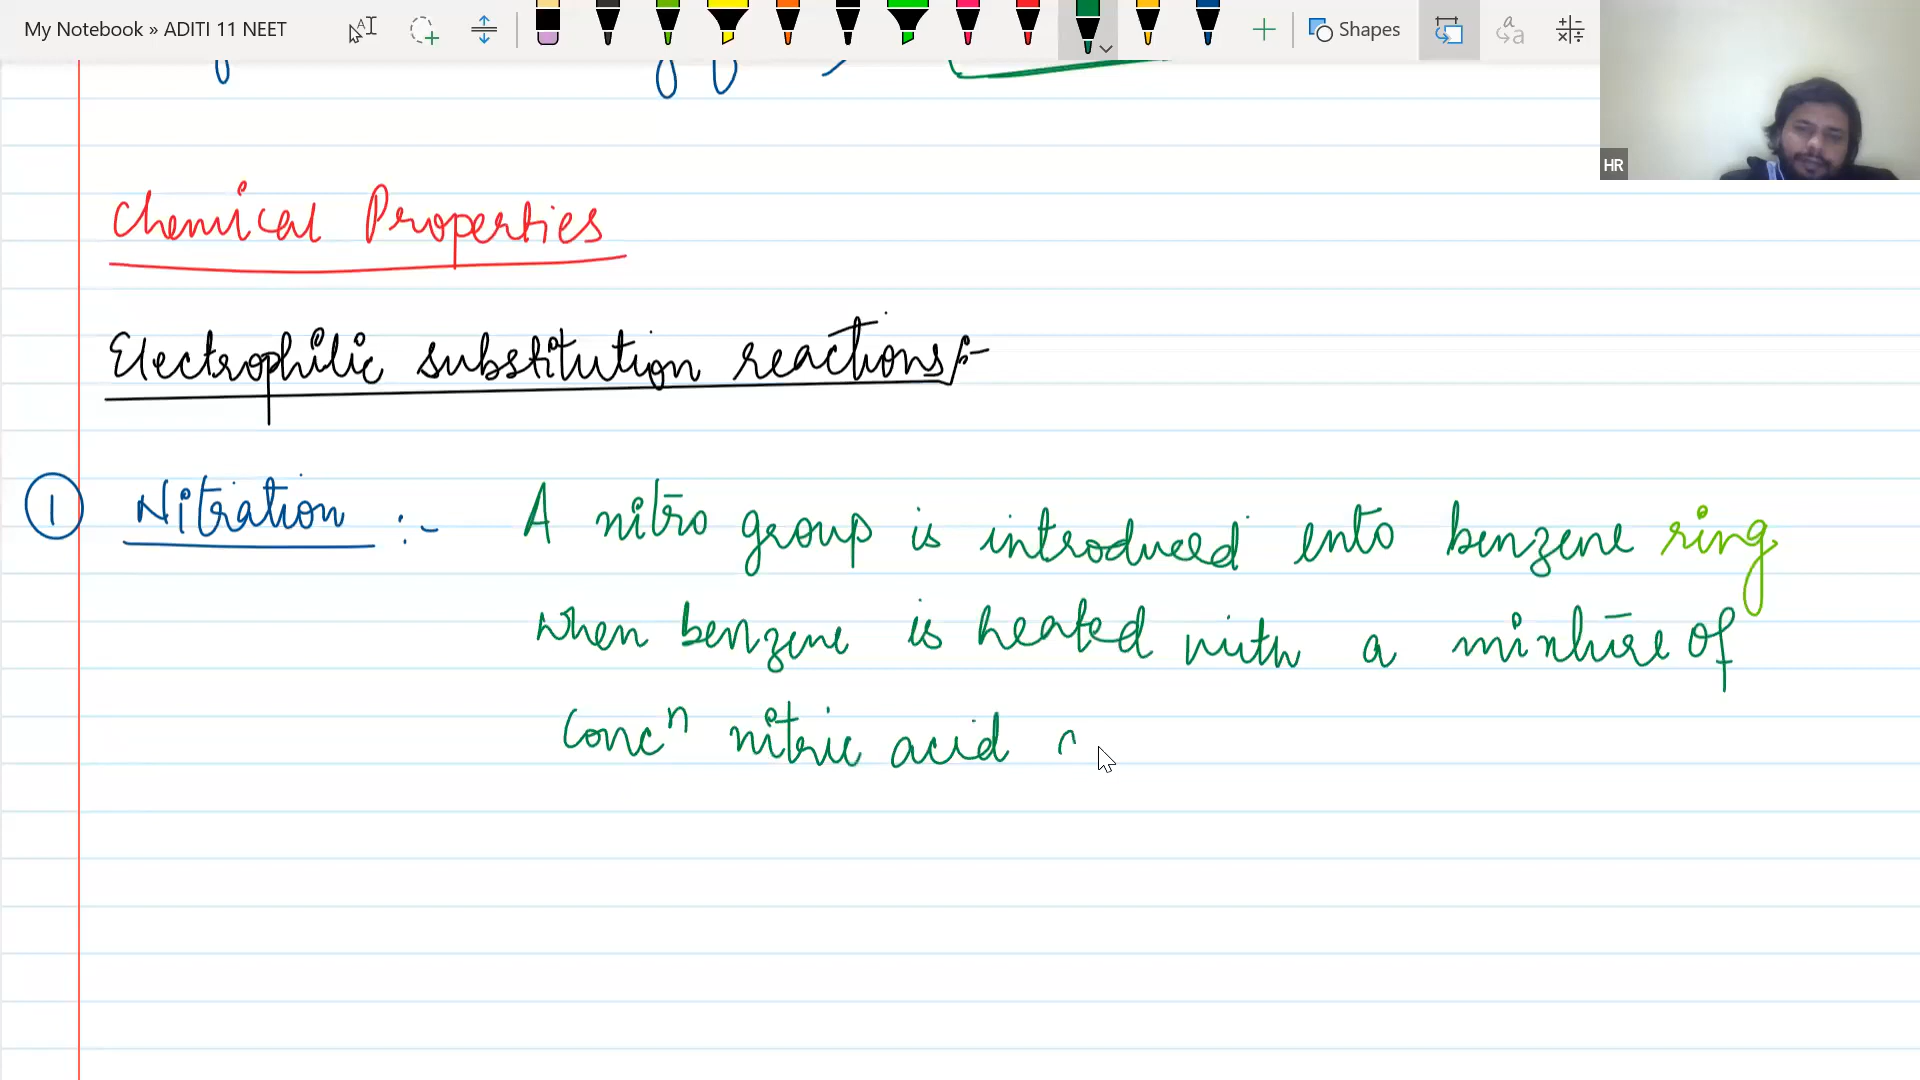 My Notebook » ADITI 11 NEET
Shapes
HR
Chemical Properties
Electrophilic substitution reactions:-
1 Nitration :- A nitro group is introduced into benzene ring
when benzene is heated with a mixture of
concⁿ nitric acid